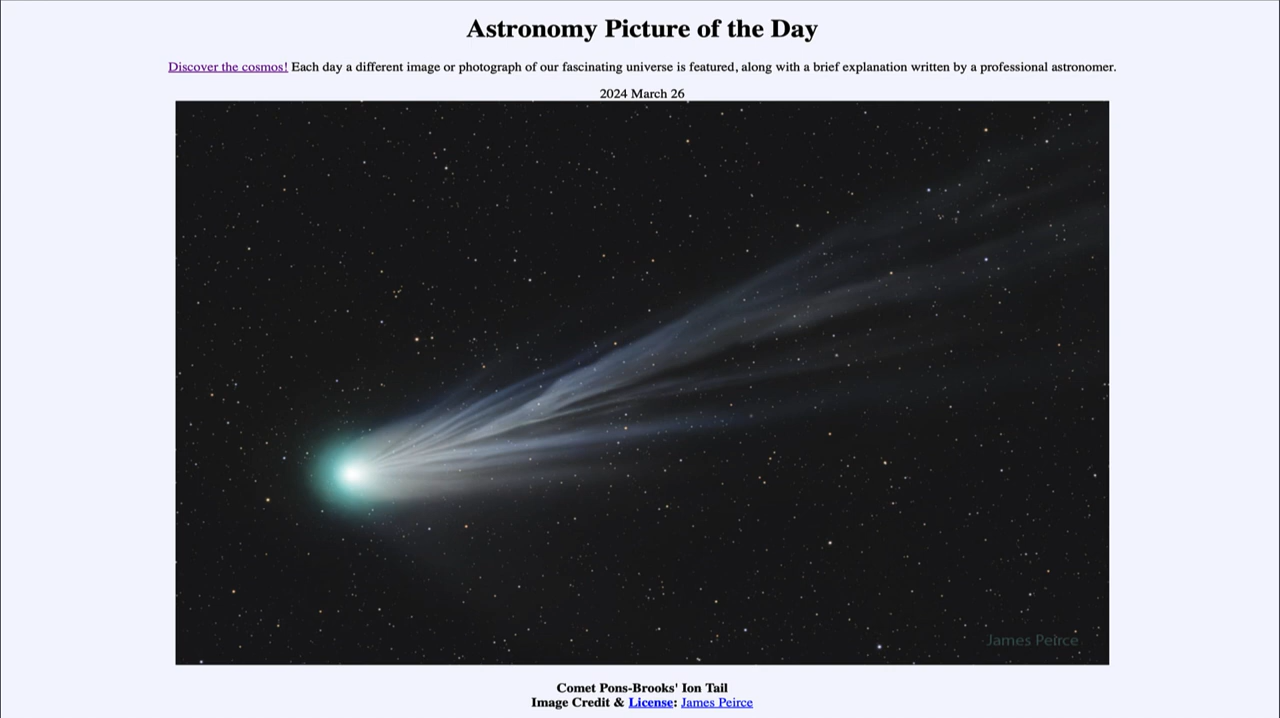 Astronomy Picture of the Day
Discover the cosmos! Each day a different image or photograph of our fascinating universe is featured, along with a brief explanation written by a professional astronomer.
2024 March 26
James Peirce
Comet Pons-Brooks' Ion Tail
Image Credit & License: James Peirce